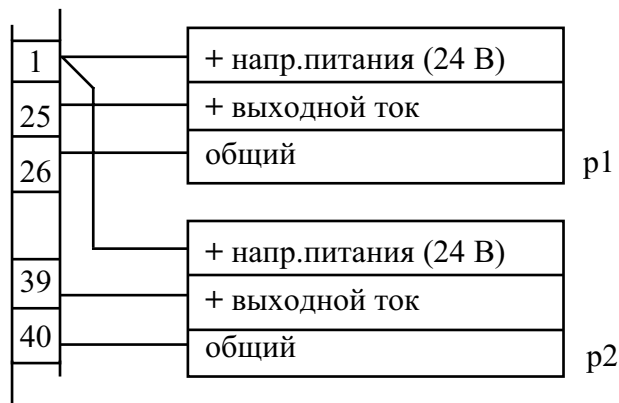 1
+ напр.питания (24 В)
25
+ выходной ток
26
общий
p1
+ напр.питания (24 В)
39
+ выходной ток
40
общий
p2